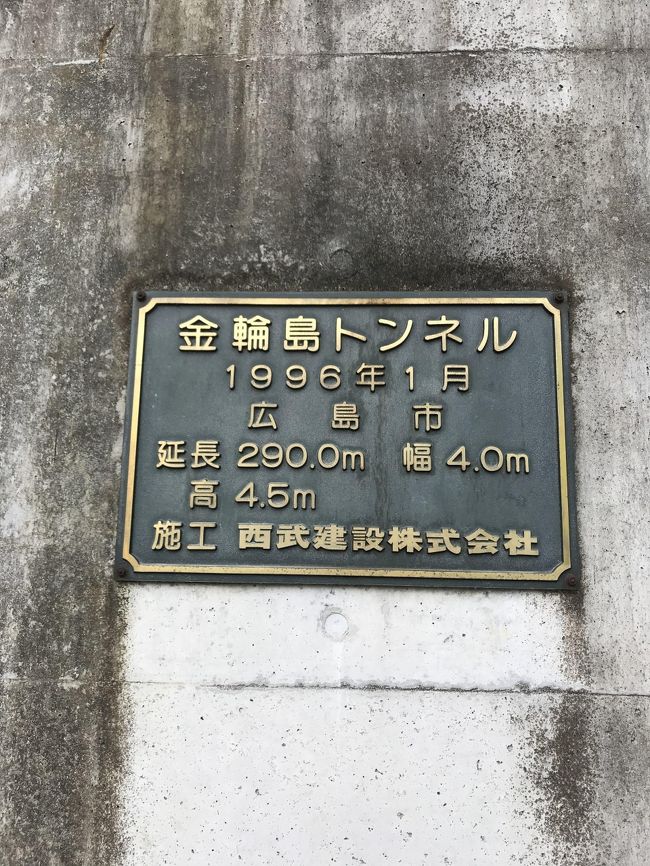 金輪島トンネル
1996年1月
広島市
延長 290.0m 幅 4.0m
高 4.5m
施工 西武建設株式会社